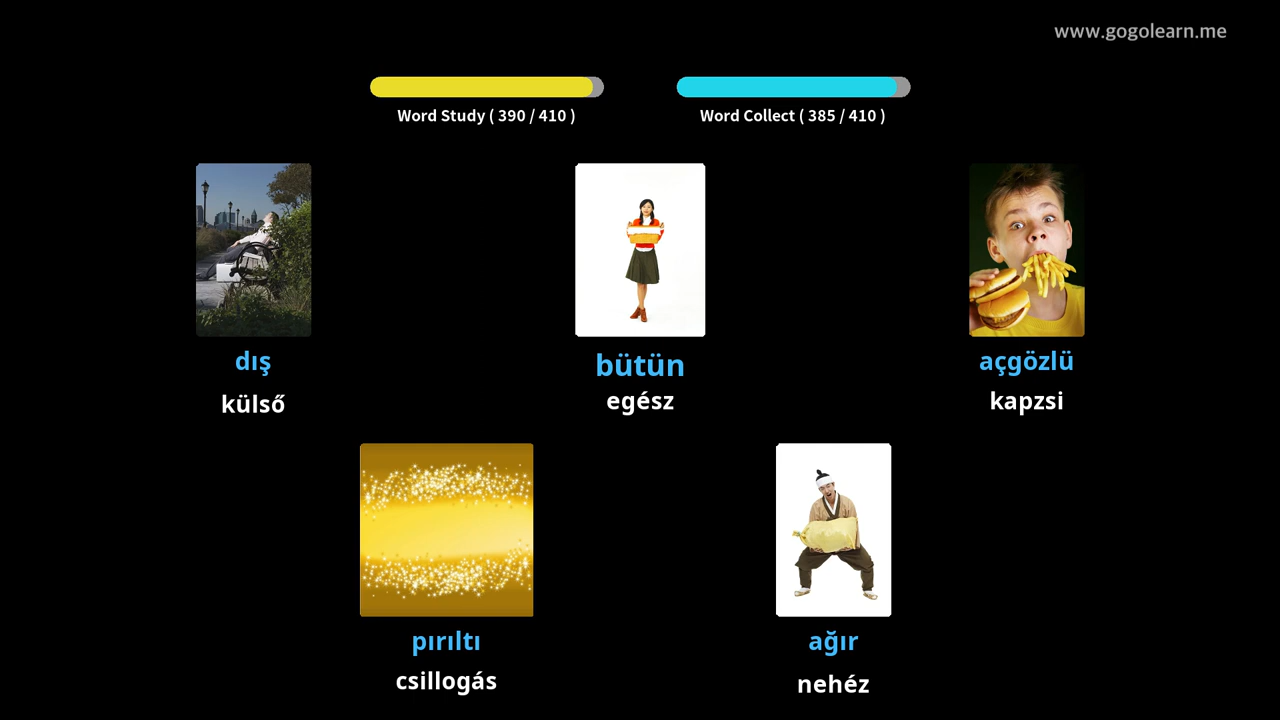 www.gogolearn.me
Word Study ( 390 / 410 )
Word Collect ( 385 / 410 )
dış
bütün
açgözlü
külső
egész
kapzsi
pırıltı
ağır
csillogás
nehéz